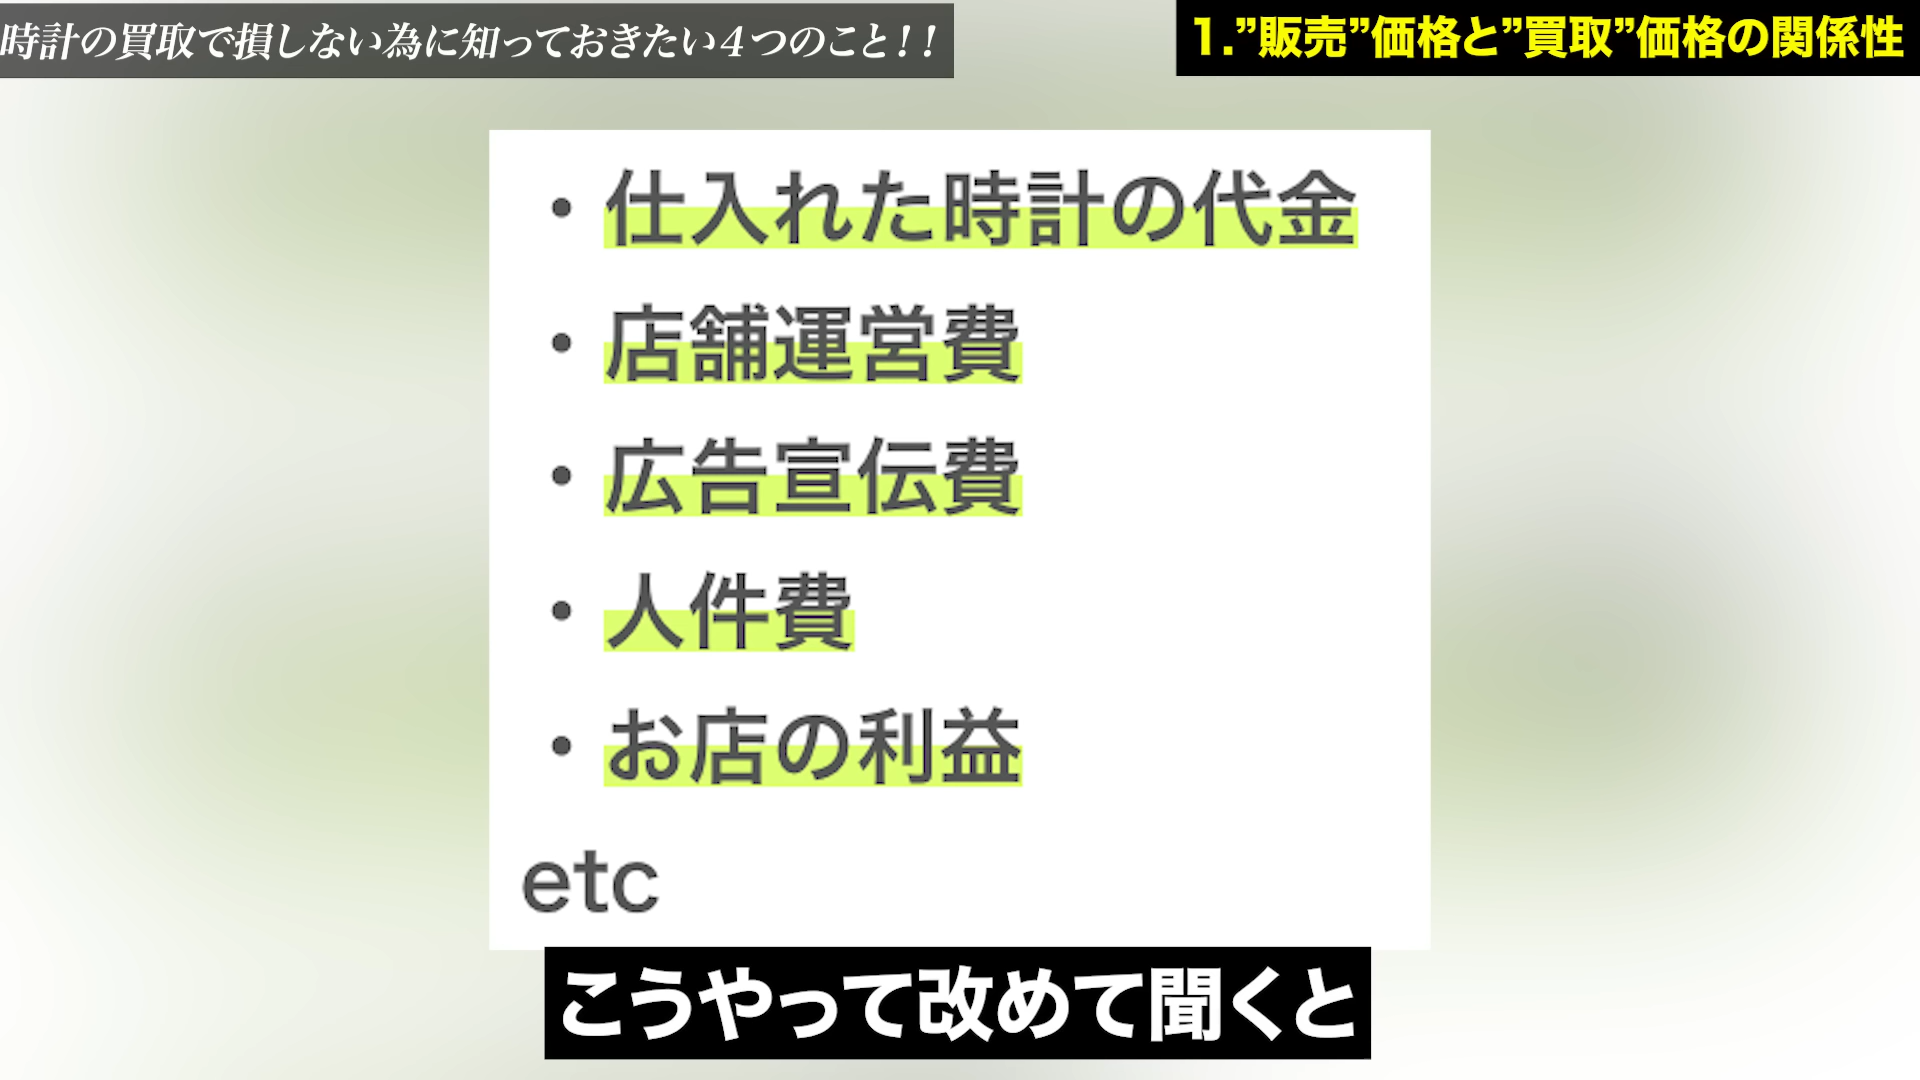 時計の買取で損しない為に知っておきたい４つのこと！！
1.”販売”価格と”買取”価格の関係性
・仕入れた時計の代金
・店舗運営費
・広告宣伝費
・人件費
・お店の利益
etc
こうやって改めて聞くと